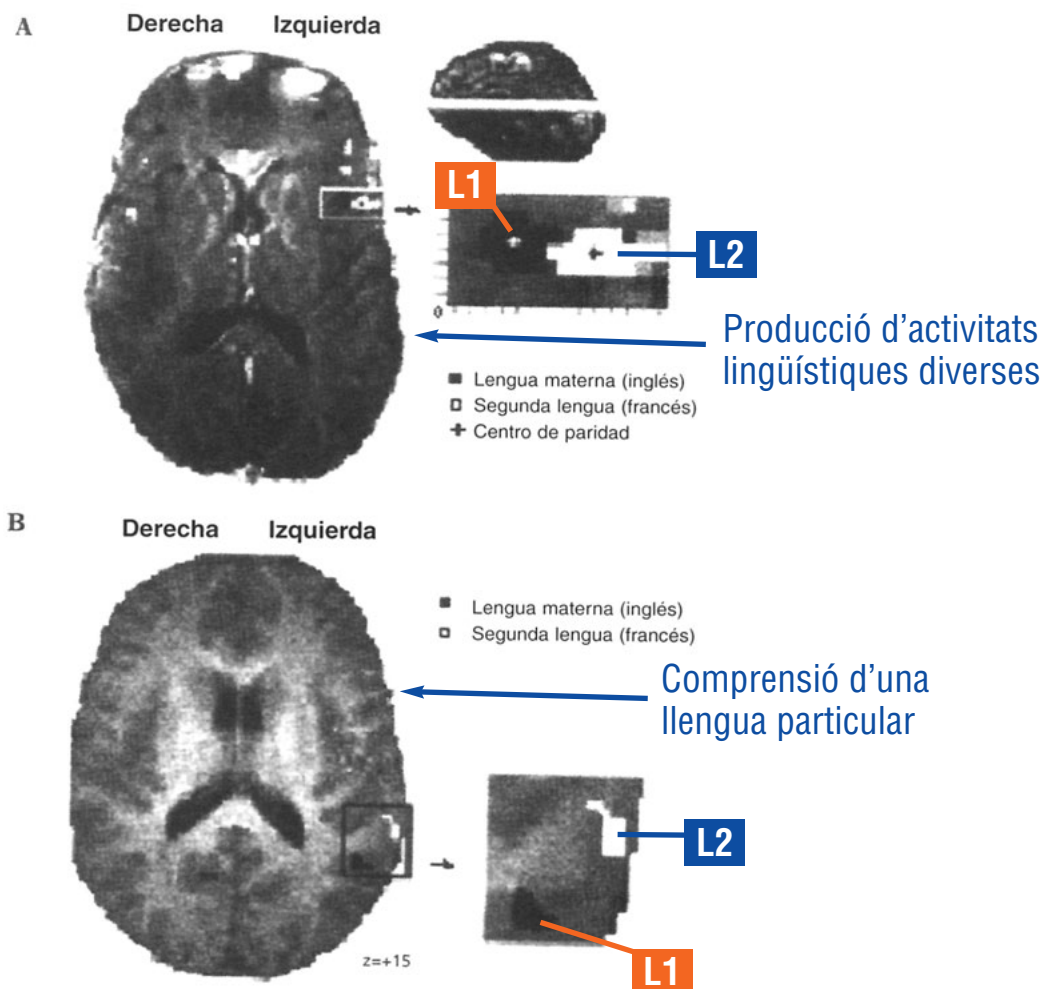 A
Derecha Izquierda
L1
L2
0
Producció d'activitats
lingüístiques diverses
Lengua materna (inglés)
Segunda lengua (francés)
Centro de paridad
B
Derecha Izquierda
Lengua materna (inglés)
Segunda lengua (francés)
Comprensió d'una
llengua particular
L2
L1
z=+15